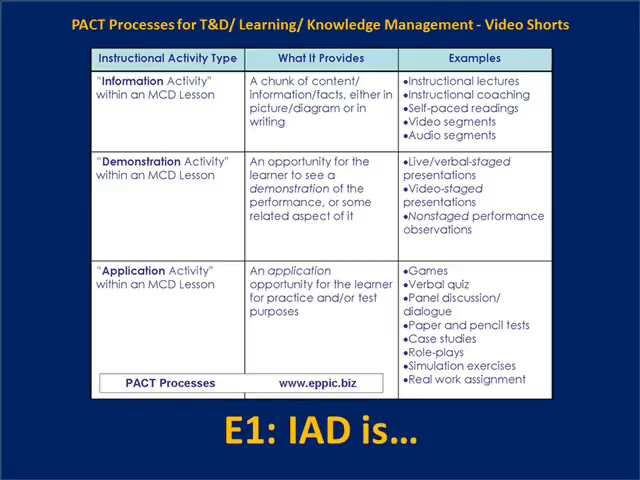 PACT Processes for T&D/ Learning/ Knowledge Management - Video Shorts
Instructional Activity Type
What It Provides
Examples
"Information Activity"
within an MCD Lesson
A chunk of content/
information/facts, either in
picture/diagram or in
writing
•Instructional lectures
•Instructional coaching
•Self-paced readings
•Video segments
•Audio segments
"Demonstration Activity"
within an MCD Lesson
An opportunity for the
learner to see a
demonstration of the
performance, or some
related aspect of it
•Live/verbal-staged
presentations
•Video-staged
presentations
•Nonstaged performance
observations
"Application Activity"
within an MCD Lesson
An application
opportunity for the learner
for practice and/or test
purposes
•Games
•Verbal quiz
•Panel discussion/
dialogue
•Paper and pencil tests
•Case studies
•Role-plays
•Simulation exercises
•Real work assignment
PACT Processes
www.eppic.biz
E1: IAD is...